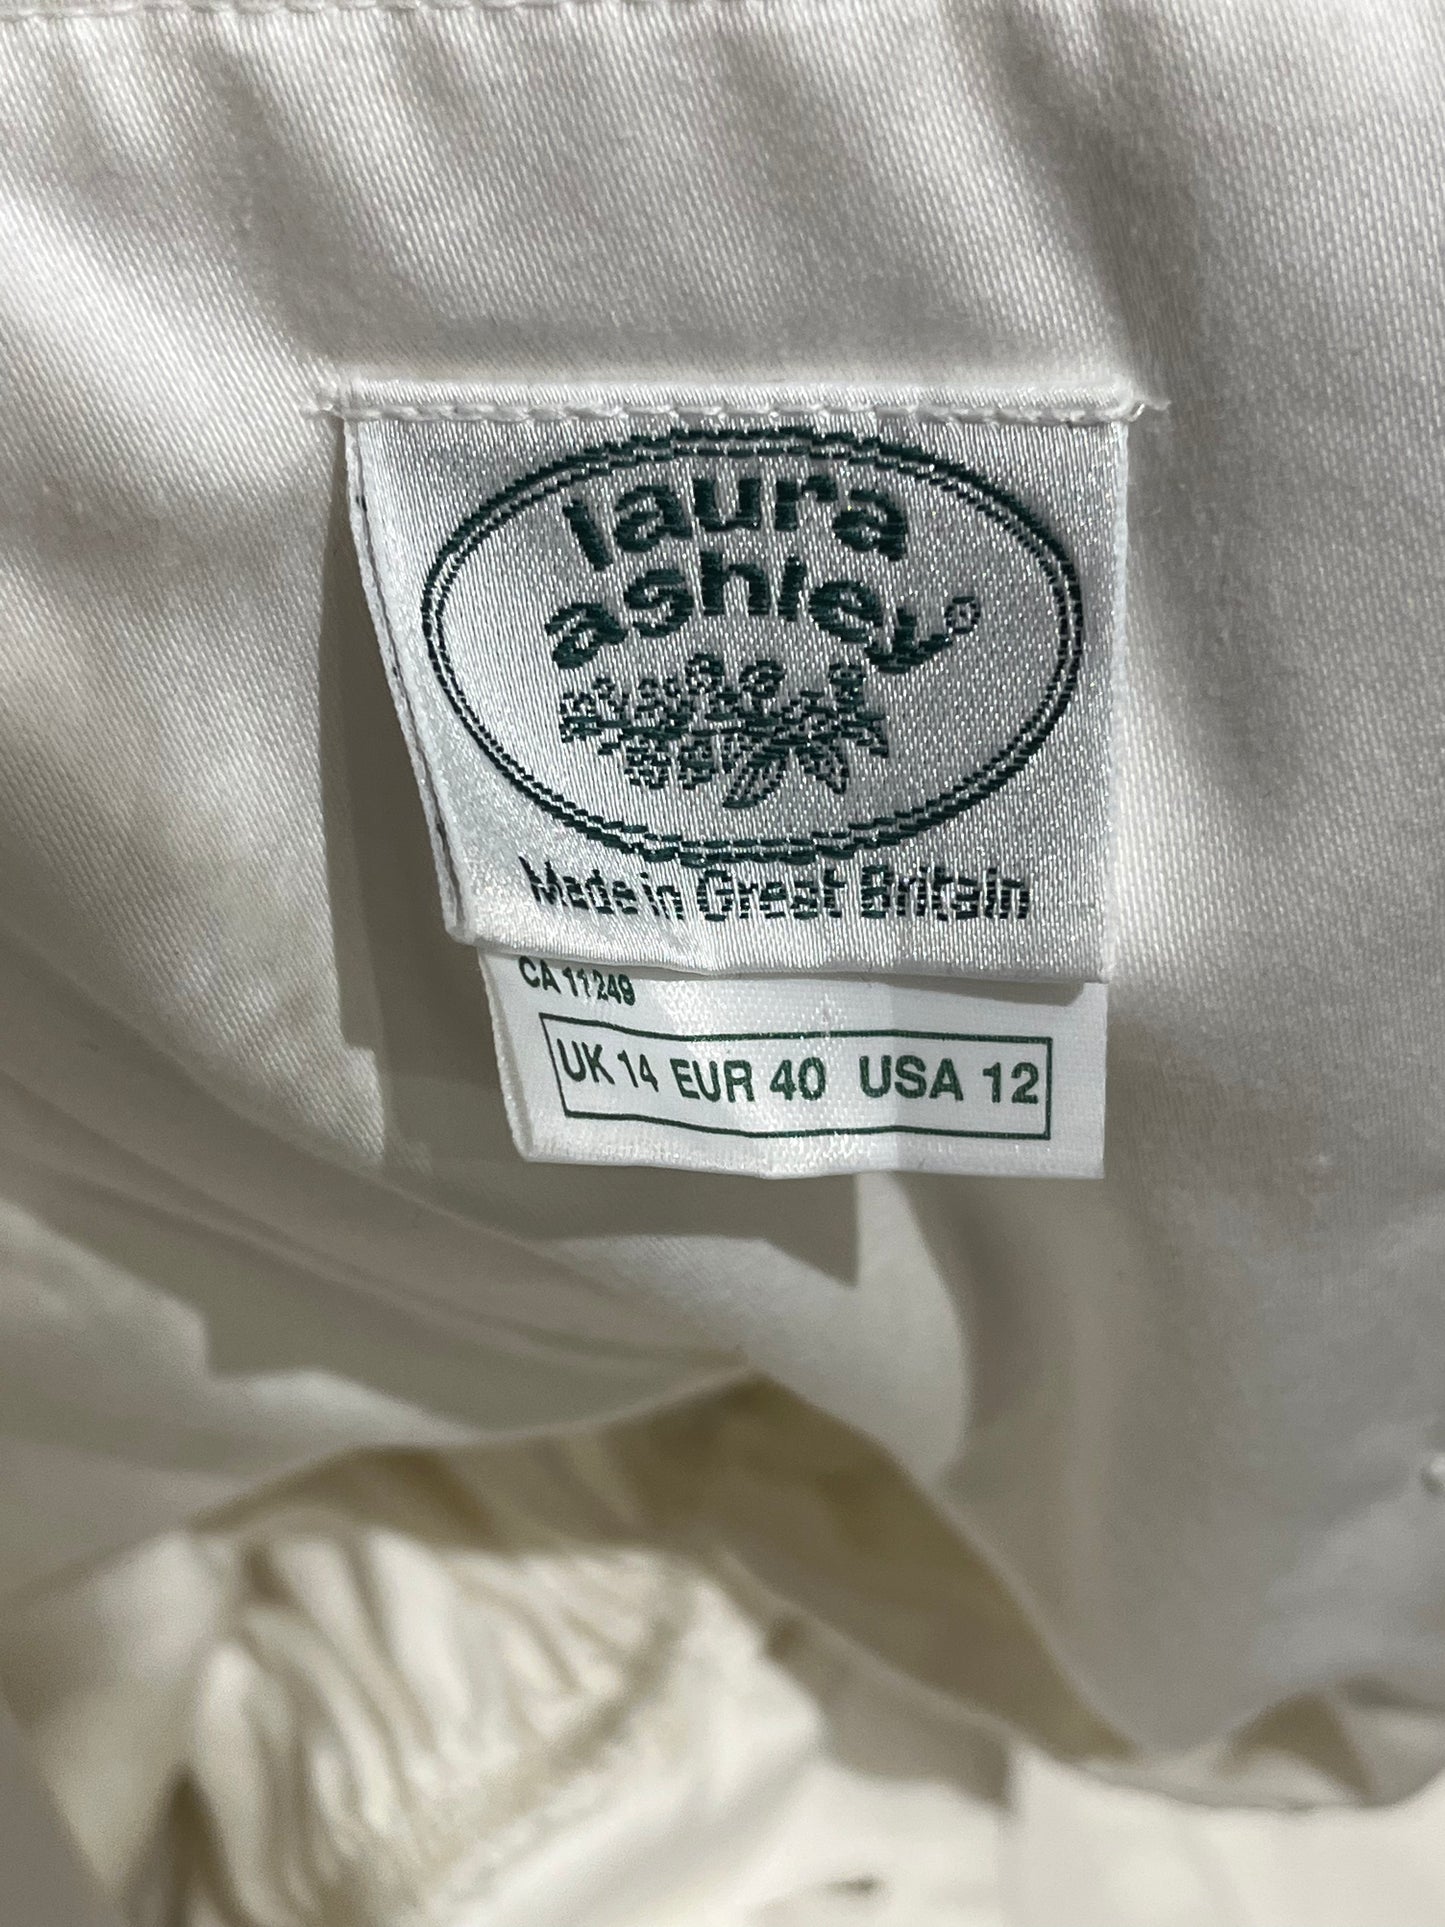 laura
ashley®
Made in Great Britain
CA 11249
UK 14 EUR 40 USA 12